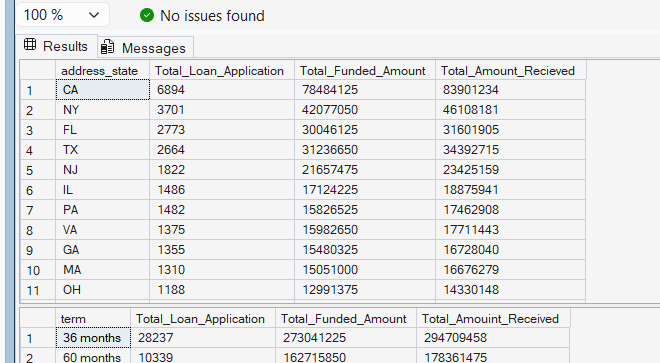 100 % No issues found
Results Messages
address_state Total_Loan_Application Total_Funded_Amount Total_Amount_Recieved
1 CA 6894 78484125 83901234
2 NY 3701 42077050 46108181
3 FL 2773 30046125 31601905
4 TX 2664 31236650 34392715
5 NJ 1822 21657475 23425159
6 IL 1486 17124225 18875941
7 PA 1482 15826525 17462908
8 VA 1375 15982650 17711443
9 GA 1355 15480325 16728040
10 MA 1310 15051000 16676279
11 OH 1188 12991375 14330148
term Total_Loan_Application Total_Funded_Amount Total_Amouint_Received
1 36 months 28237 273041225 294709458
2 60 months 10339 162715850 178361475